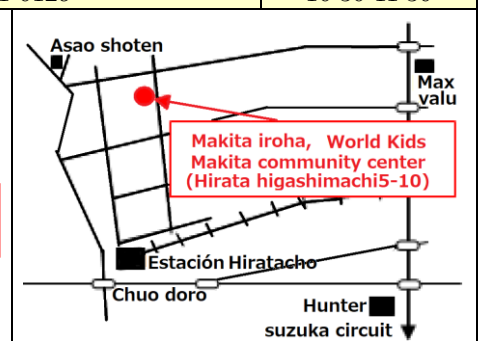 Asao shoten
Max
valu
Makita iroha, World Kids
Makita community center
(Hirata higashimachi5-10)
Estación Hiratacho
Chuo doro
Hunter
suzuka circuit